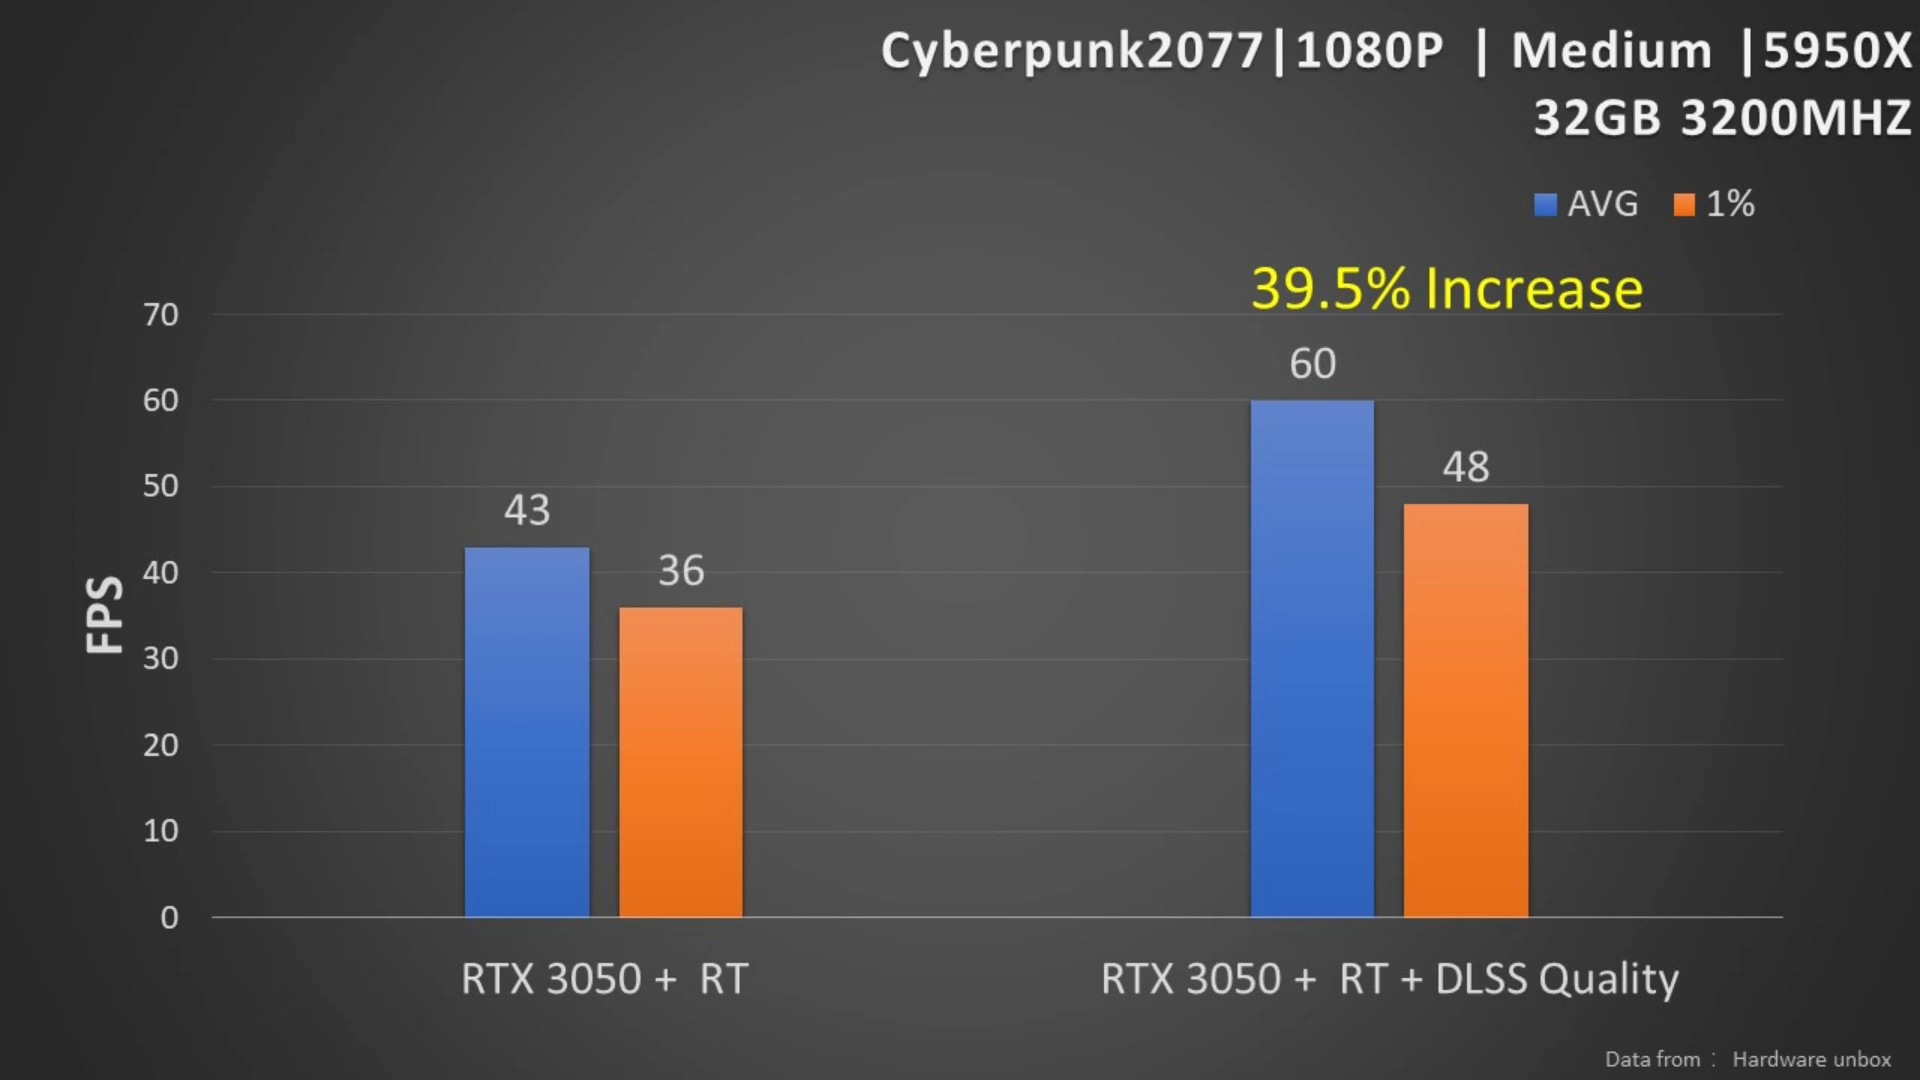 Cyberpunk2077|1080P | Medium |5950X
32GB 3200MHZ
AVG 1%
39.5% Increase
70
60
60
48
50
43
36
40
FPS
30
20
10
0
RTX 3050 + RT
RTX 3050 + RT + DLSS Quality
Data from： Hardware unbox